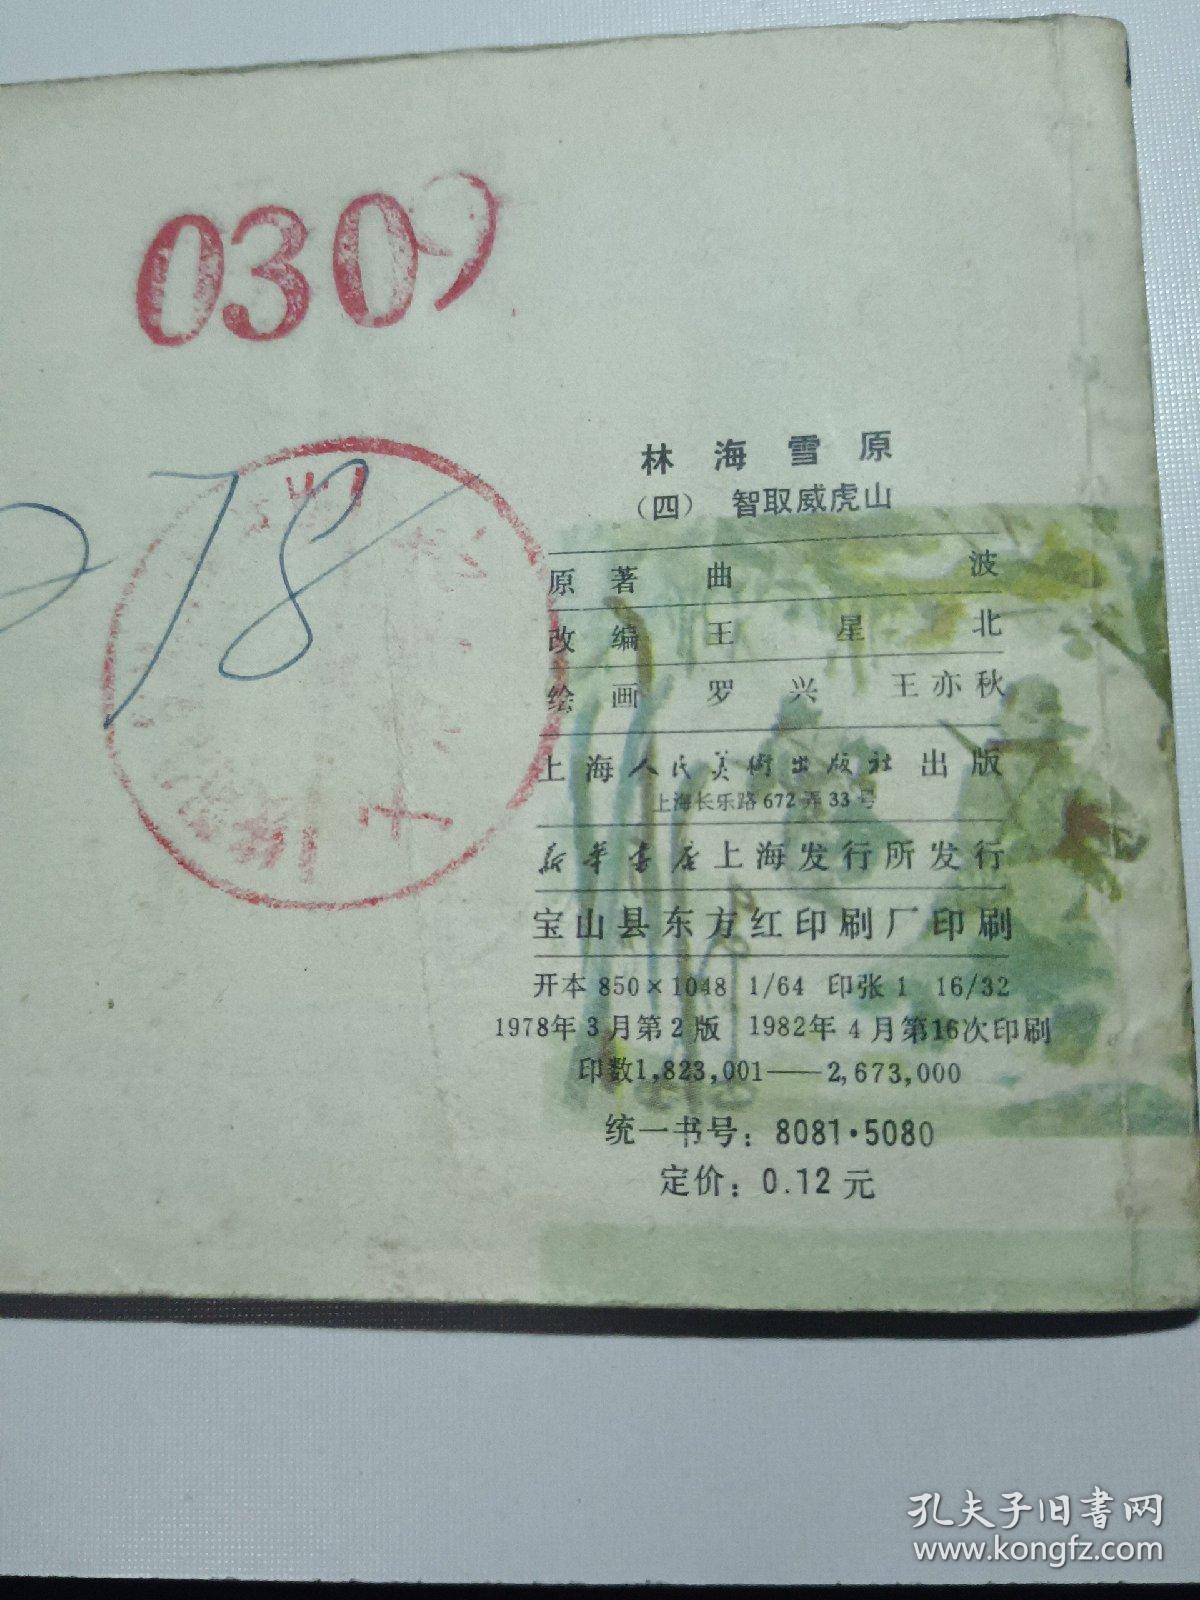 0309
78
林海雪原
（四） 智取威虎山
原著 曲波
改编 王星北
绘画 罗兴 王亦秋
上海人民美術出版社出版
上海长乐路672弄33号
新华书店上海发行所发行
宝山县东方红印刷厂印刷
开本 850×1048 1/64 印张1 16/32
1978年3月第2版 1982年4月第16次印刷
印数1,823,001——2,673,000
统一书号：8081·5080
定价：0.12元
孔夫子旧书网
www.kongfz.com